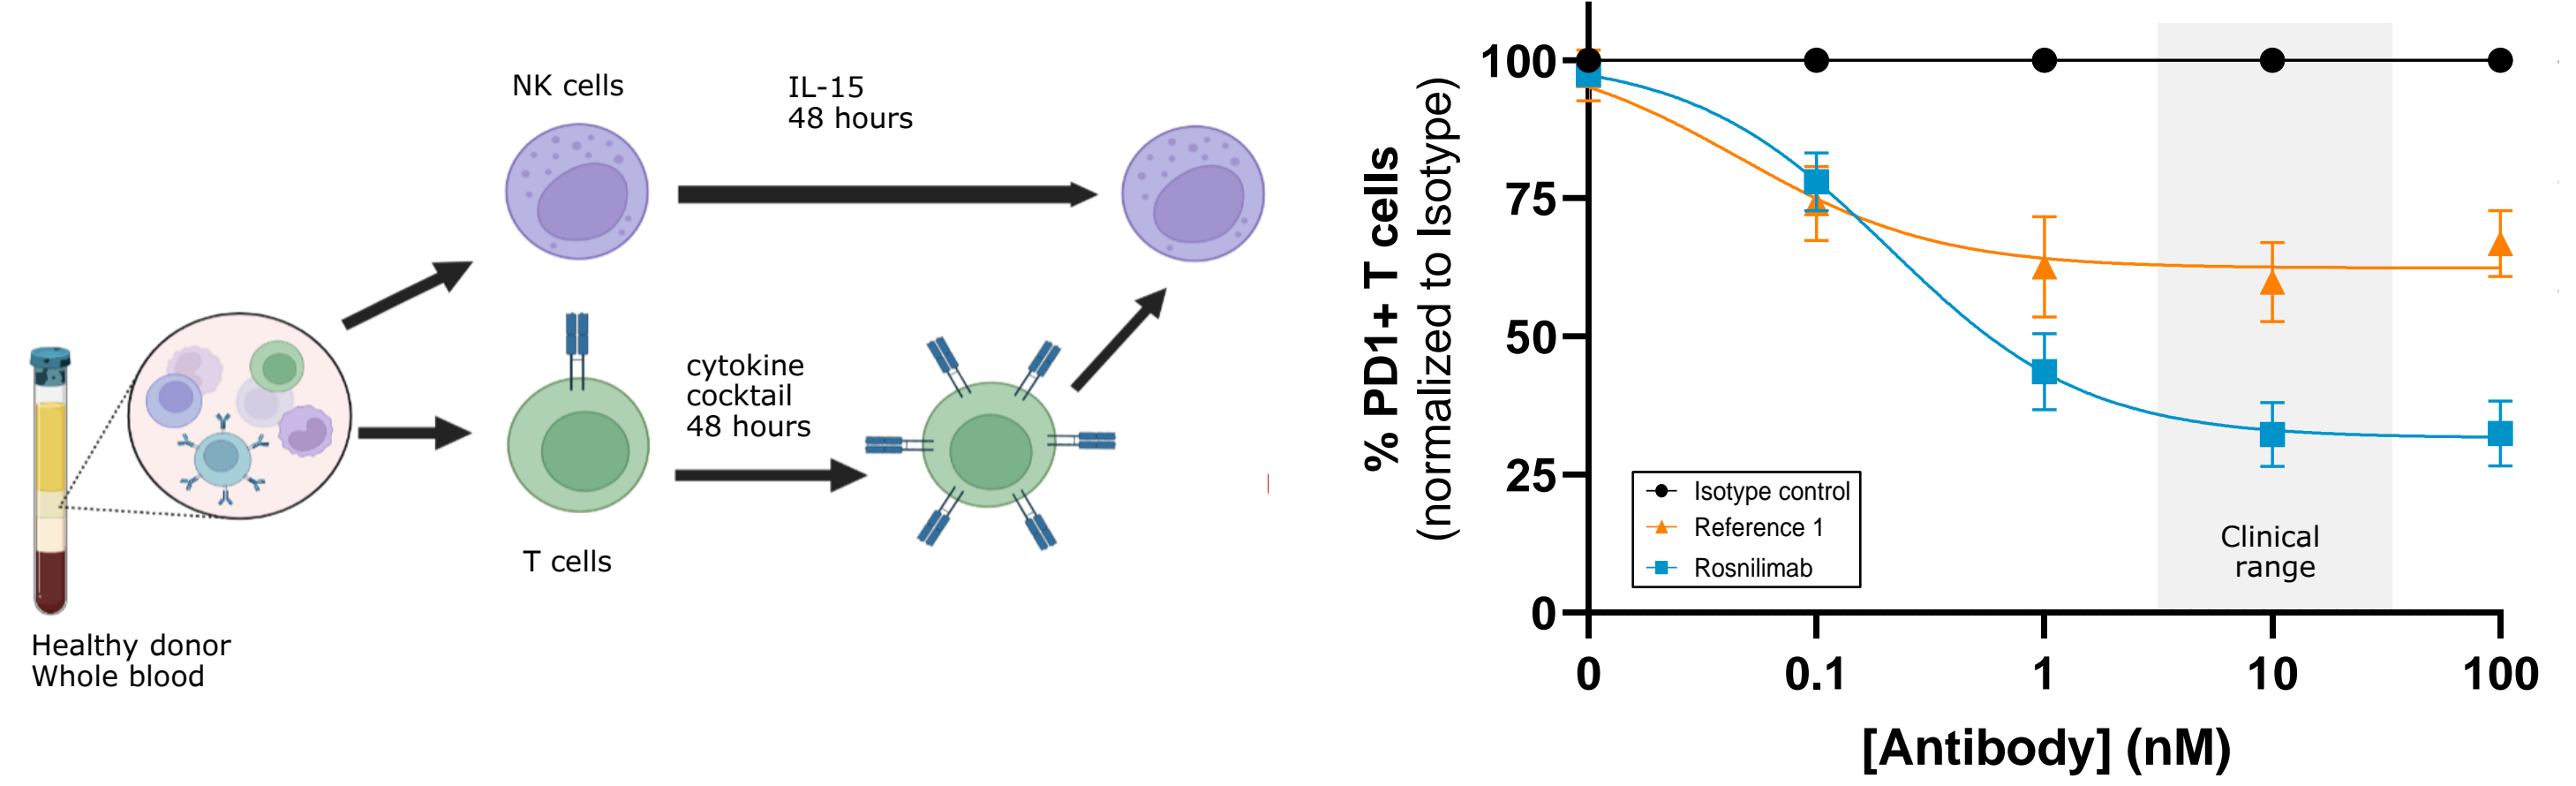 NK cells
IL-15
48 hours
cytokine
cocktail
48 hours
T cells
Healthy donor
Whole blood
% PD1+ T cells
(normalized to Isotype)
100
75
50
25
0
Isotype control
Reference 1
Rosnilimab
Clinical
range
0
0.1
1
10
100
[Antibody] (nM)